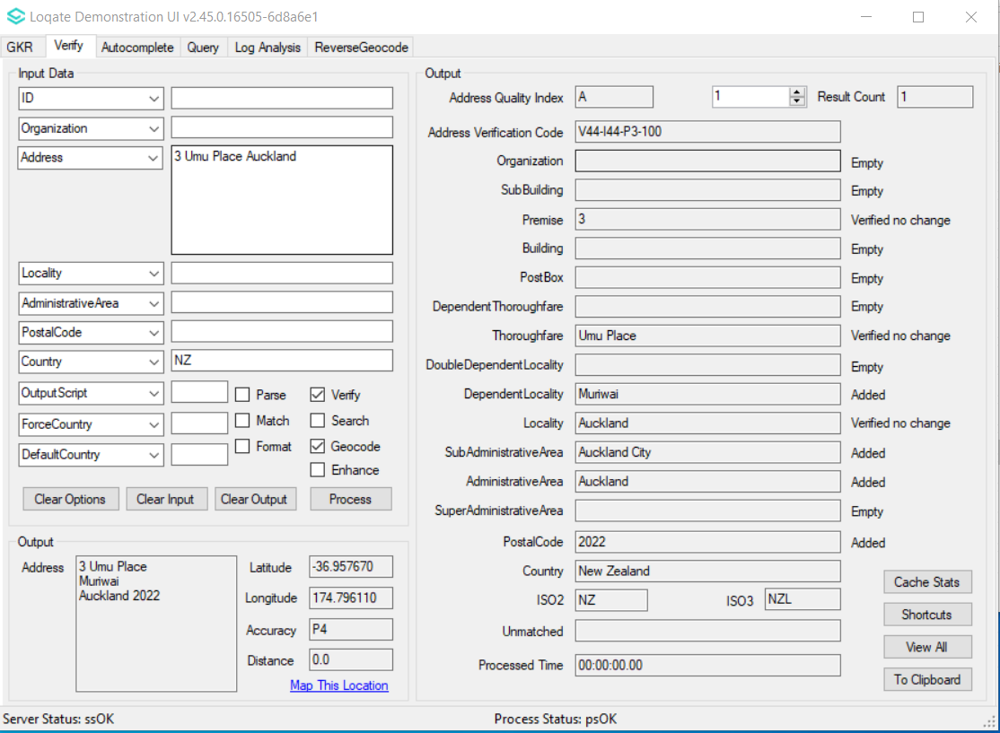 Loqate Demonstration UI v2.45.0.16505-6d8a6e1
GKR Verify Autocomplete Query Log Analysis ReverseGeocode
Input Data
ID
Organization
Address 3 Umu Place Auckland
Locality
AdministrativeArea
PostalCode
Country NZ
OutputScript Parse Verify
ForceCountry Match Search
DefaultCountry Format Geocode
Enhance
Clear Options Clear Input Clear Output Process
Output
Address 3 Umu Place
Muriwai
Auckland 2022
Latitude -36.957670
Longitude 174.796110
Accuracy P4
Distance 0.0
Map This Location
Output
Address Quality Index A 1 Result Count 1
Address Verification Code V44-I44-P3-100
Organization Empty
SubBuilding Empty
Premise 3 Verified no change
Building Empty
PostBox Empty
DependentThoroughfare Empty
Thoroughfare Umu Place Verified no change
DoubleDependentLocality Empty
DependentLocality Muriwai Added
Locality Auckland Verified no change
SubAdministrativeArea Auckland City Added
AdministrativeArea Auckland Added
SuperAdministrativeArea Empty
PostalCode 2022 Added
Country New Zealand
ISO2 NZ ISO3 NZL
Unmatched
Processed Time 00:00:00.00
Cache Stats
Shortcuts
View All
To Clipboard
Server Status: ssOK Process Status: psOK